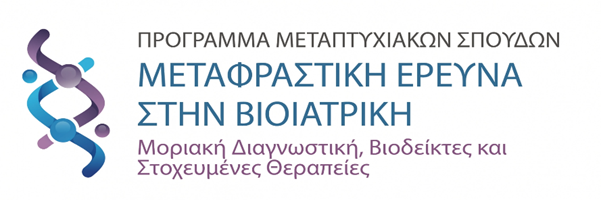 ΠΡΟΓΡΑΜΜΑ ΜΕΤΑΠΤΥΧΙΑΚΩΝ ΣΠΟΥΔΩΝ
ΜΕΤΑΦΡΑΣΤΙΚΗ ΕΡΕΥΝΑ
ΣΤΗΝ ΒΙΟΙΑΤΡΙΚΗ
Μοριακή Διαγνωστική, Βιοδείκτες και
Στοχευμένες Θεραπείες